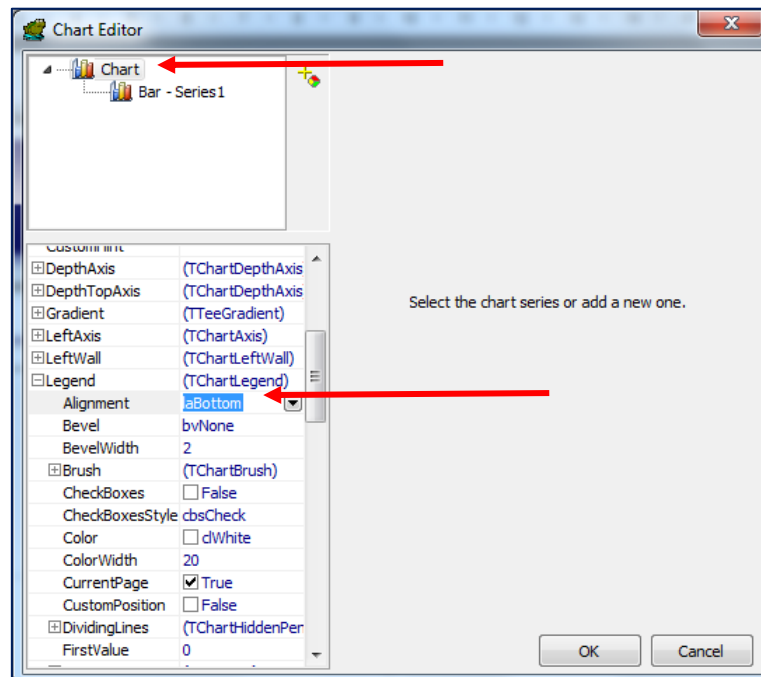 Chart Editor
x
Chart
Bar - Series1
CustomHint
DepthAxis (TChartDepthAxis
DepthTopAxis (TChartDepthAxis
Gradient (TTeeGradient)
LeftAxis (TChartAxis)
LeftWall (TChartLeftWall)
Legend (TChartLegend)
Alignment laBottom
Bevel bvNone
BevelWidth 2
Brush (TChartBrush)
CheckBoxes False
CheckBoxesStyle cbsCheck
Color clWhite
ColorWidth 20
CurrentPage True
CustomPosition False
DividingLines (TChartHiddenPen
FirstValue 0
Select the chart series or add a new one.
OK Cancel